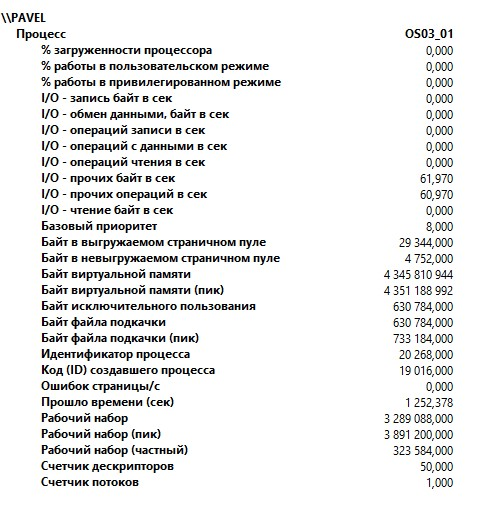 \\PAVEL
Процесс OS03_01
% загруженности процессора 0,000
% работы в пользовательском режиме 0,000
% работы в привилегированном режиме 0,000
I/O - запись байт в сек 0,000
I/O - обмен данными, байт в сек 0,000
I/O - операций записи в сек 0,000
I/O - операций с данными в сек 0,000
I/O - операций чтения в сек 0,000
I/O - прочих байт в сек 61,970
I/O - прочих операций в сек 60,970
I/O - чтение байт в сек 0,000
Базовый приоритет 8,000
Байт в выгружаемом страничном пуле 29 344,000
Байт в невыгружаемом страничном пуле 4 752,000
Байт виртуальной памяти 4 345 810 944
Байт виртуальной памяти (пик) 4 351 188 992
Байт исключительного пользования 630 784,000
Байт файла подкачки 630 784,000
Байт файла подкачки (пик) 733 184,000
Идентификатор процесса 20 268,000
Код (ID) создавшего процесса 19 016,000
Ошибок страницы/с 0,000
Прошло времени (сек) 1 252,378
Рабочий набор 3 289 088,000
Рабочий набор (пик) 3 891 200,000
Рабочий набор (частный) 323 584,000
Счетчик дескрипторов 50,000
Счетчик потоков 1,000